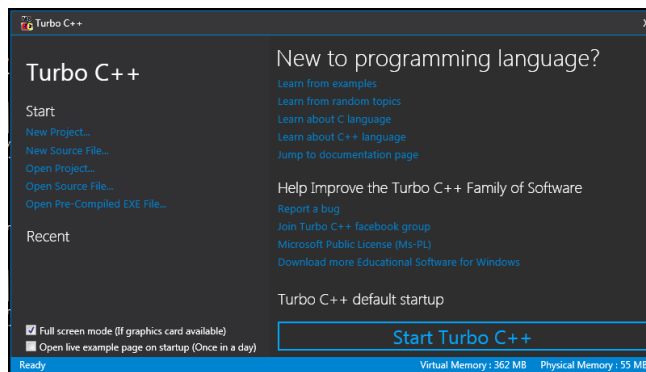 Turbo C++
X
Turbo C++
Start
New Project...
New Source File...
Open Project...
Open Source File...
Open Pre-Compiled EXE File...
Recent
Full screen mode (If graphics card available)
Open live example page on startup (Once in a day)
New to programming language?
Learn from examples
Learn from random topics
Learn about C language
Learn about C++ language
Jump to documentation page
Help Improve the Turbo C++ Family of Software
Report a bug
Join Turbo C++ facebook group
Microsoft Public License (Ms-PL)
Download more Educational Software for Windows
Turbo C++ default startup
Start Turbo C++
Ready
Virtual Memory : 362 MB Physical Memory : 55 MB